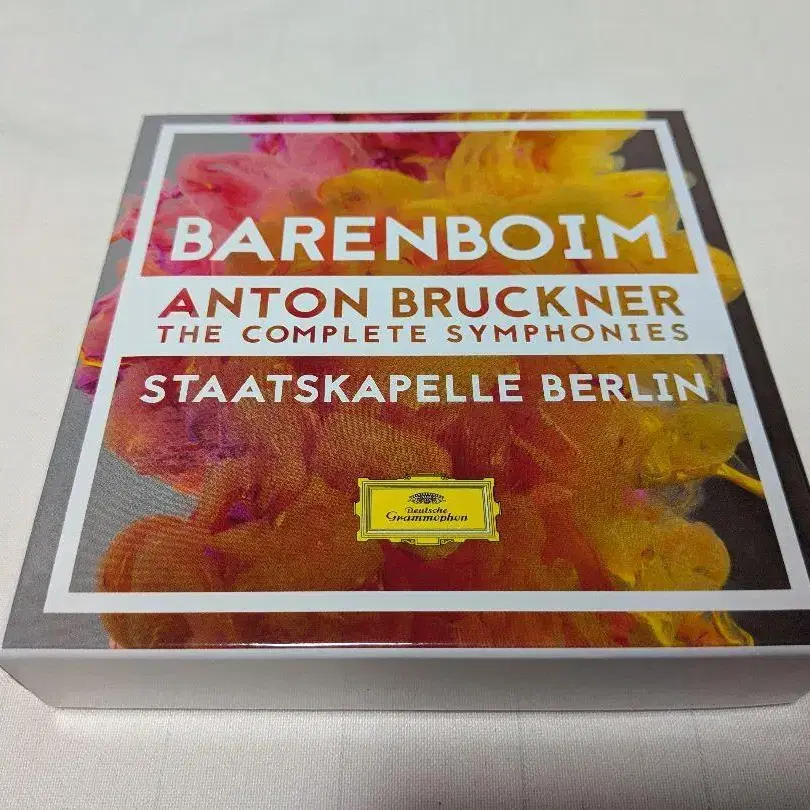 BARENBOIM
ANTON BRUCKNER
THE COMPLETE SYMPHONIES
STAATSKAPELLE BERLIN
Deutsche
Grammophon